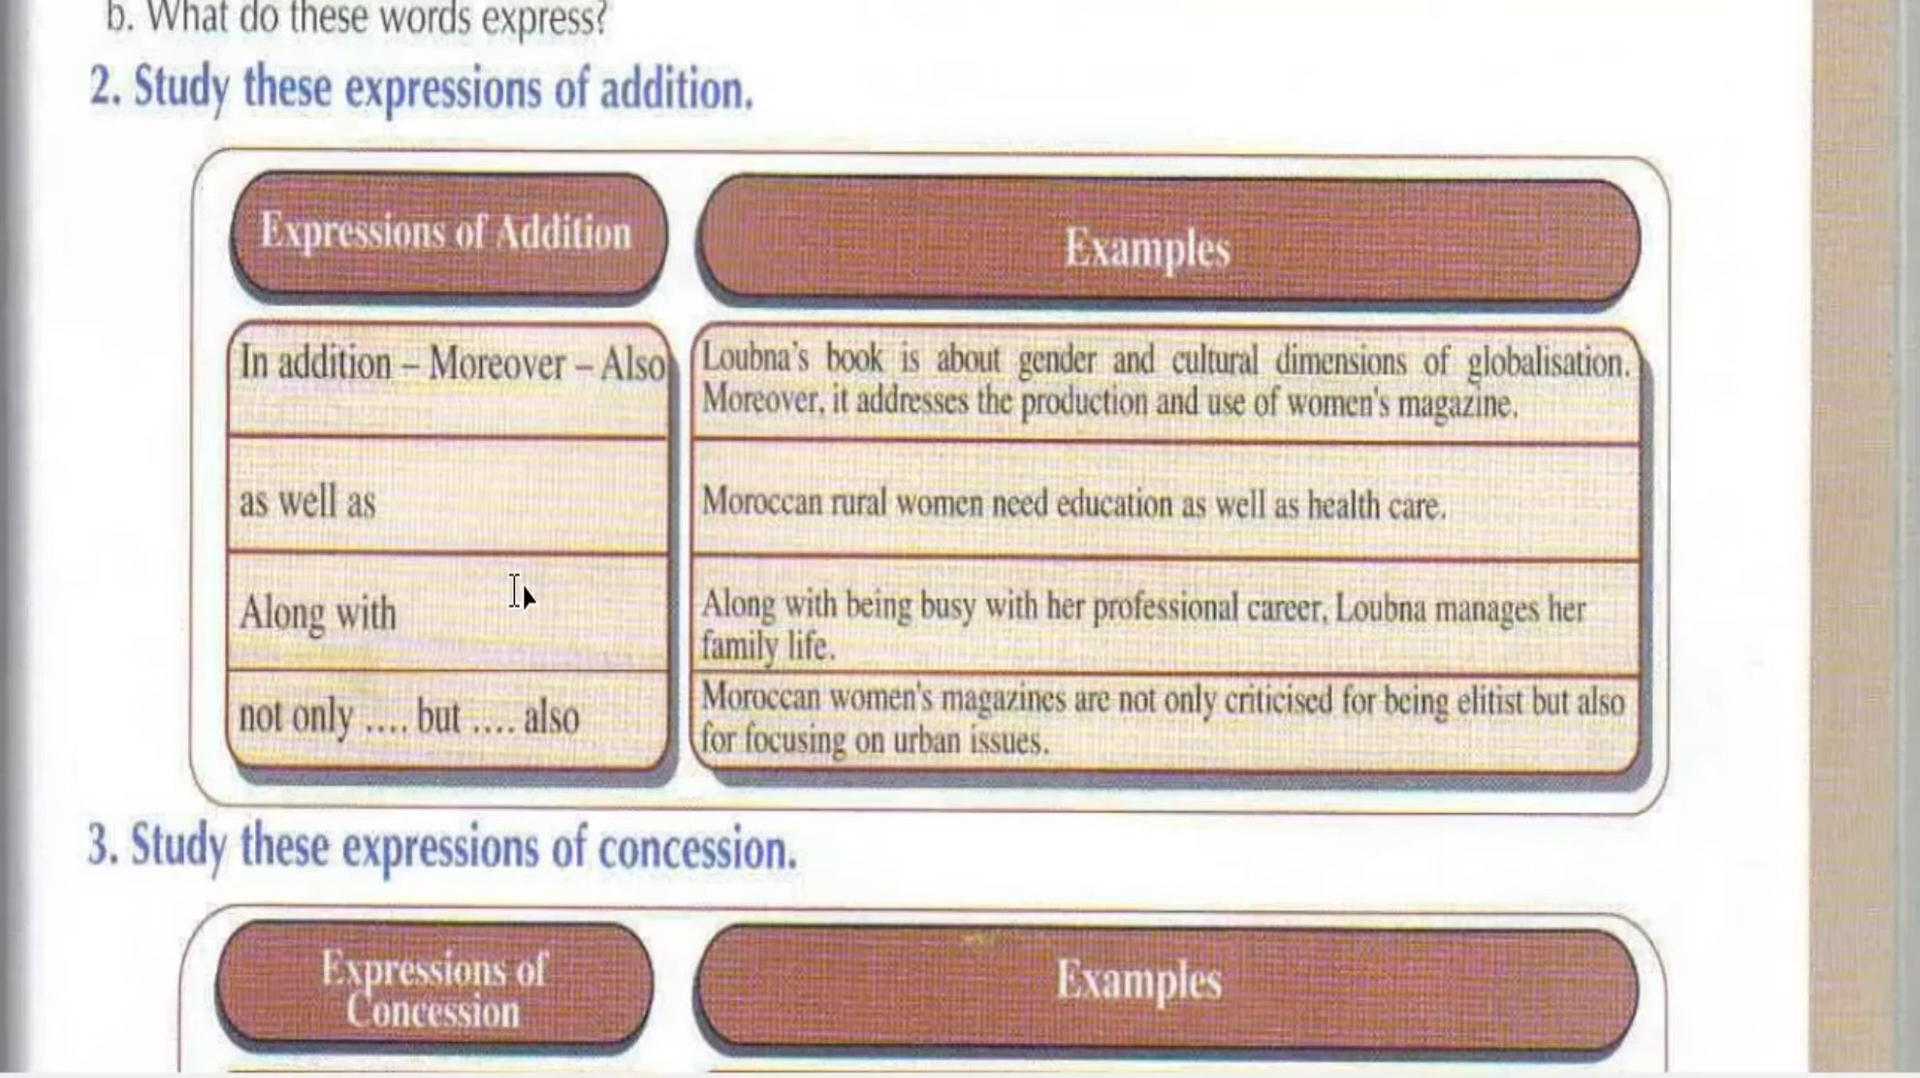 b. What do these words express?
2. Study these expressions of addition.
Expressions of Addition
Examples
In addition – Moreover – Also
Loubna's book is about gender and cultural dimensions of globalisation.
Moreover, it addresses the production and use of women's magazine.
as well as
Moroccan rural women need education as well as health care.
Along with
Along with being busy with her professional career, Loubna manages her
family life.
not only .... but .... also
Moroccan women's magazines are not only criticised for being elitist but also
for focusing on urban issues.
3. Study these expressions of concession.
Expressions of
Concession
Examples